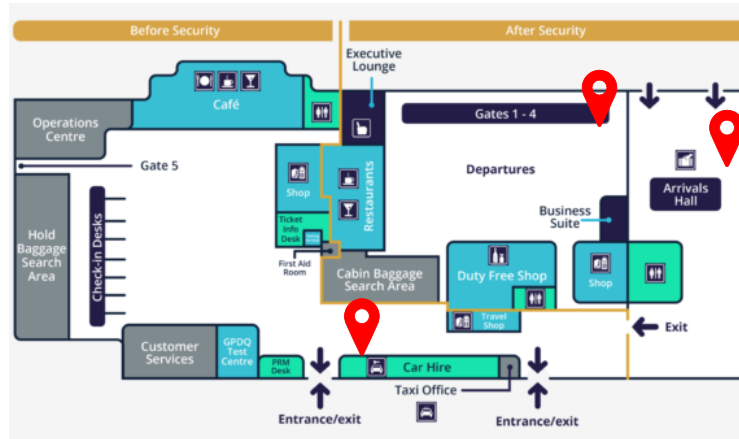 Before Security
After Security
Executive
Lounge
Café
Operations
Centre
Gates 1 - 4
Gate 5
Departures
Shop
Restaurants
Arrivals
Hall
Business
Suite
Ticket
Info
Desk
Hold
Baggage
Search
Area
Check-in Desks
First Aid
Room
Cabin Baggage
Search Area
Duty Free Shop
Shop
Travel
Shop
Exit
Customer
Services
GPDQ
Test
Centre
PRM
Desk
Car Hire
Taxi Office
Entrance/exit
Entrance/exit